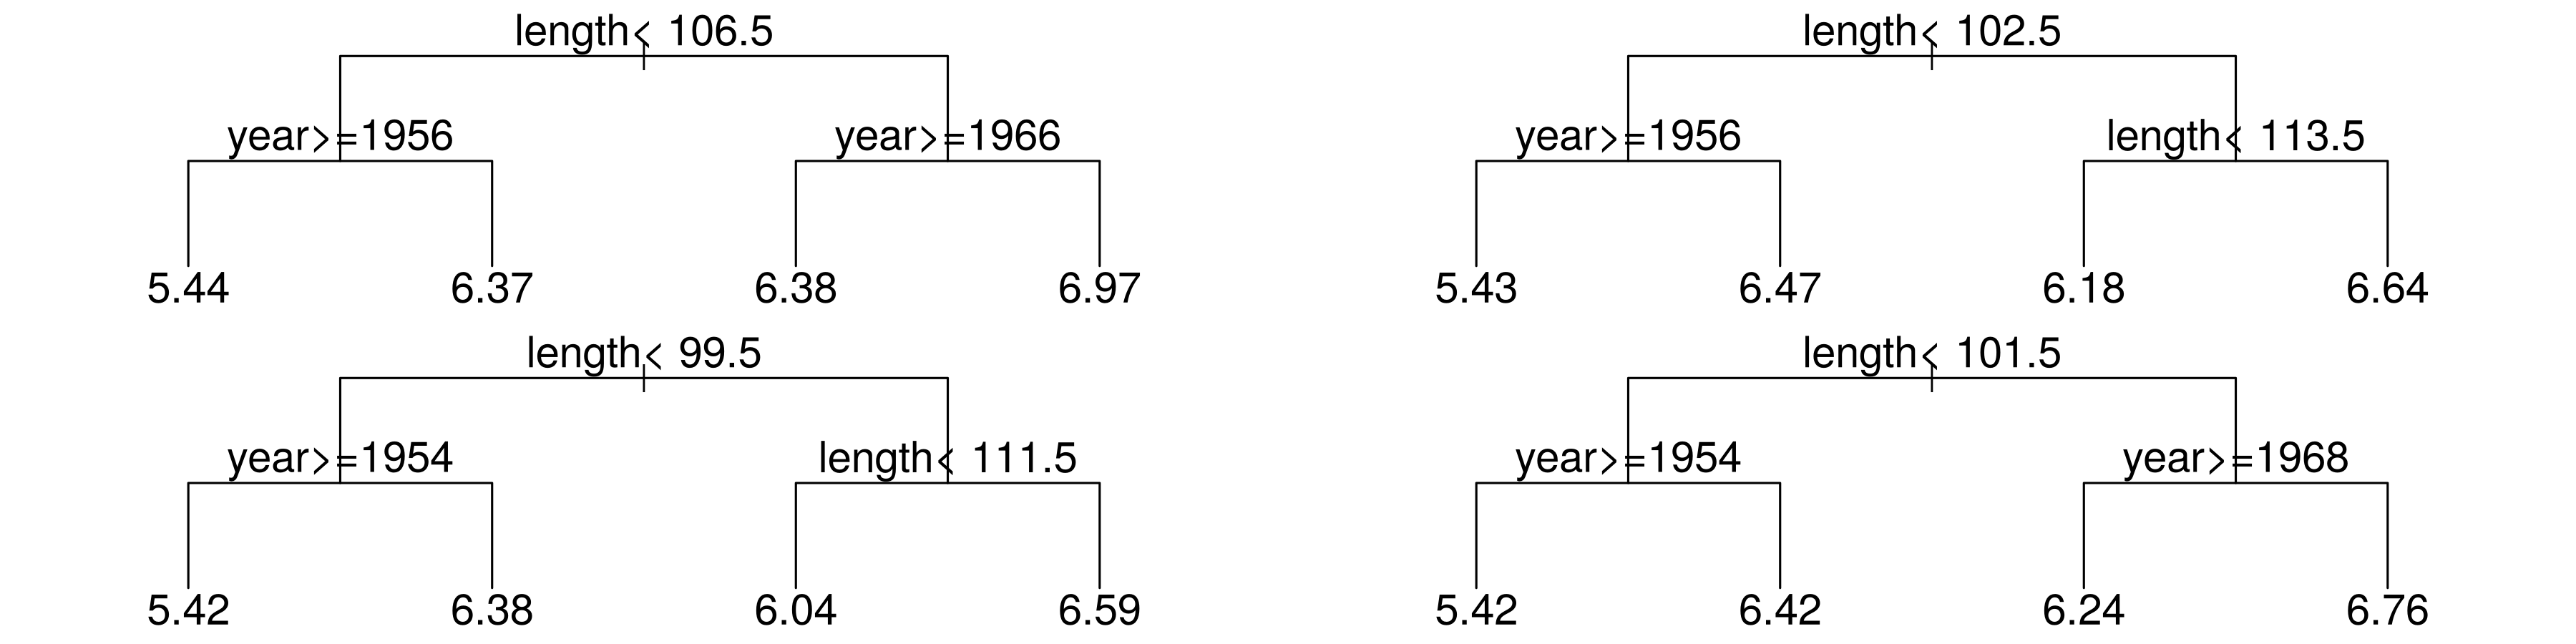 length< 106.5
length< 102.5
year>=1956
year>=1966
year>=1956
length< 113.5
5.44
6.37
6.38
6.97
5.43
6.47
6.18
6.64
length< 99.5
length< 101.5
year>=1954
length< 111.5
year>=1954
year>=1968
5.42
6.38
6.04
6.59
5.42
6.42
6.24
6.76